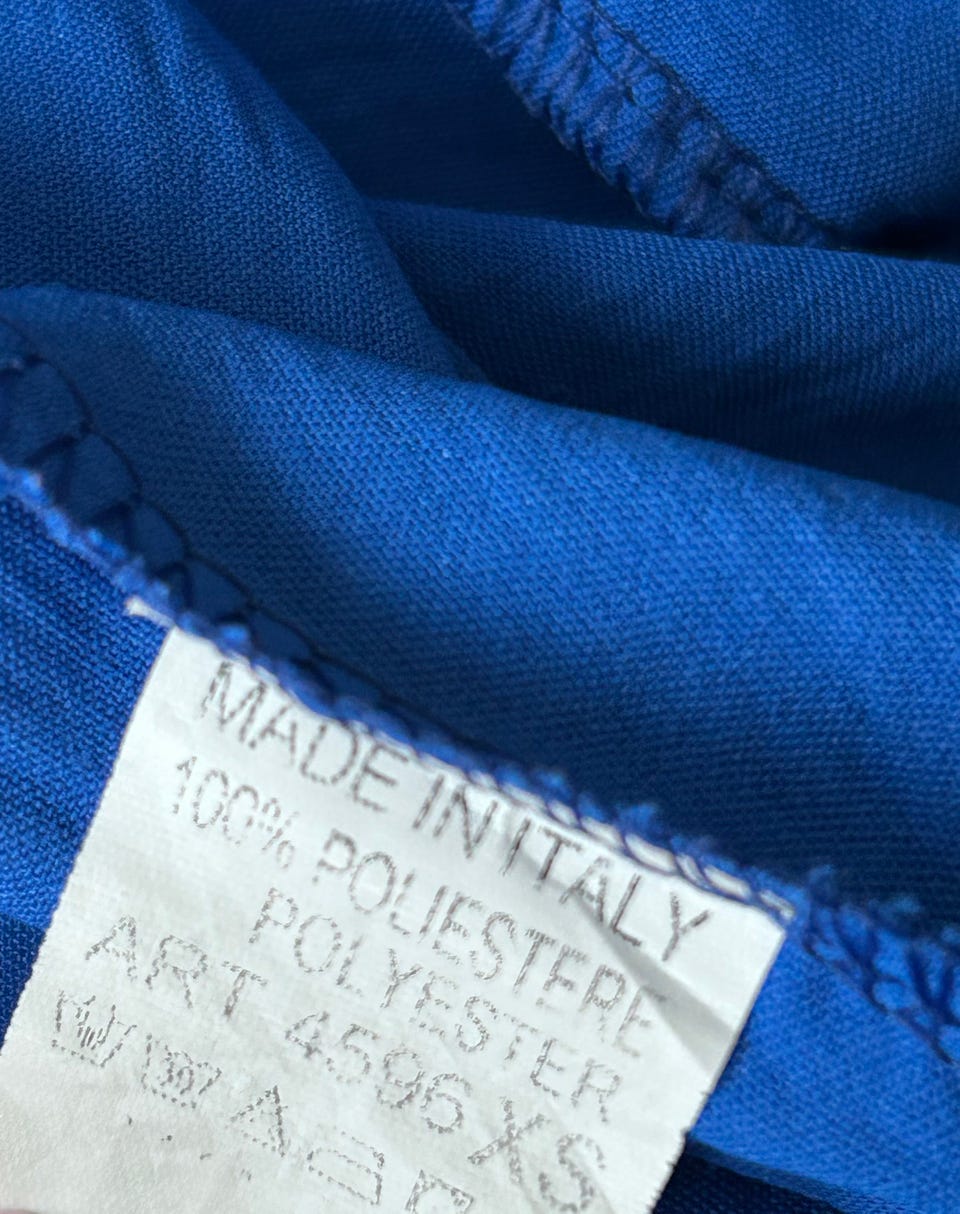 MADE IN ITALY
100% POLIESTERE
POLYESTER
ART 4596 XS